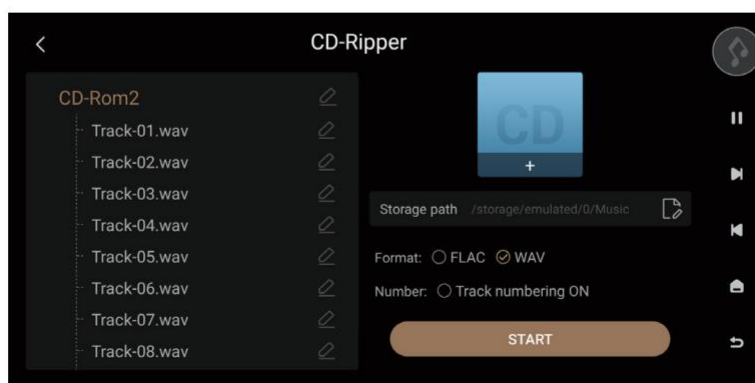 CD-Ripper
CD-Rom2
Track-01.wav
Track-02.wav
Track-03.wav
Track-04.wav
Track-05.wav
Track-06.wav
Track-07.wav
Track-08.wav
CD
+
Storage path /storage/emulated/0/Music
Format: FLAC WAV
Number: Track numbering ON
START